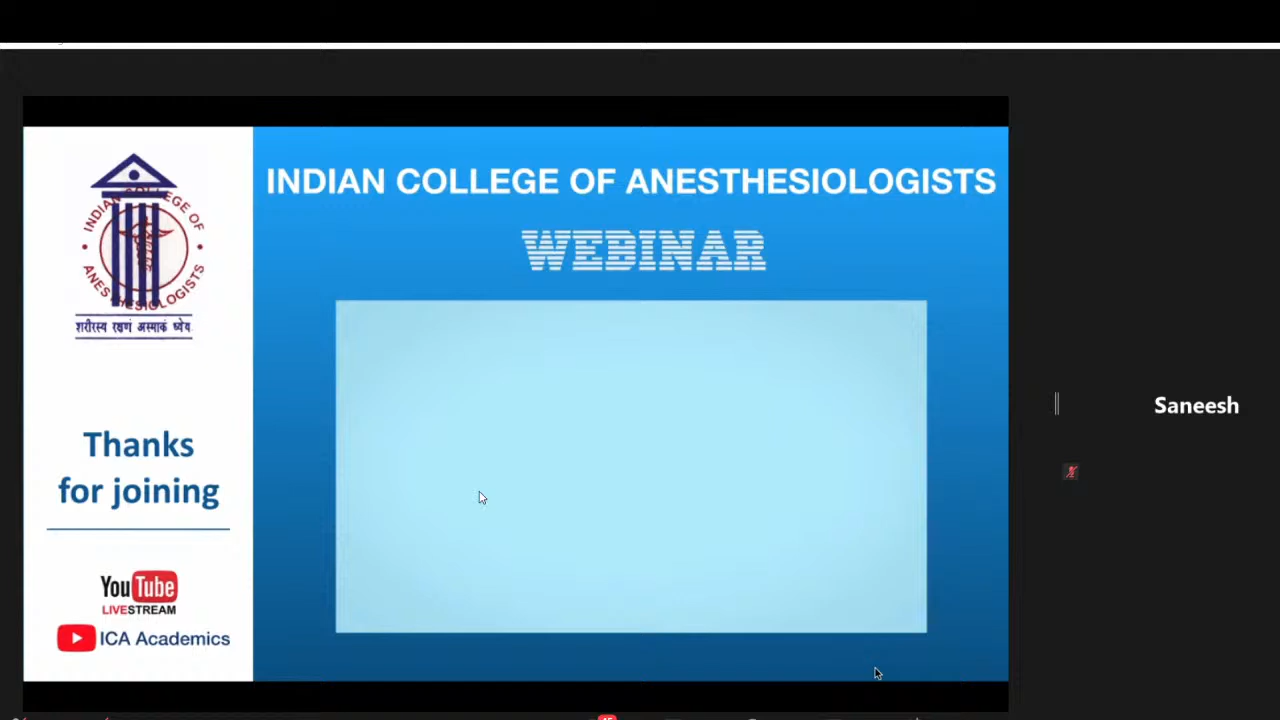 INDIAN COLLEGE OF ANESTHESIOLOGISTS
शरीरस्य रक्षणं अस्माकं ध्येय
Thanks
for joining
YouTube
LIVESTREAM
ICA Academics
INDIAN COLLEGE OF ANESTHESIOLOGISTS
WEBINAR
Saneesh